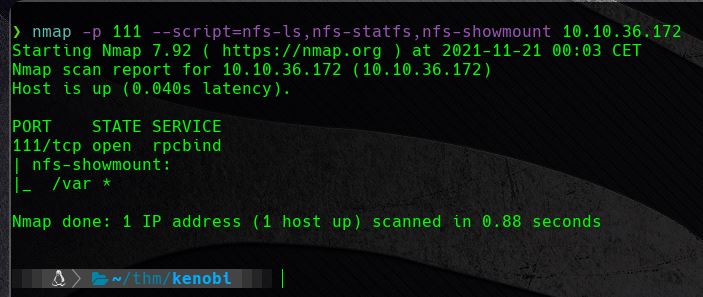 ❯ nmap -p 111 --script=nfs-ls,nfs-statfs,nfs-showmount 10.10.36.172
Starting Nmap 7.92 ( https://nmap.org ) at 2021-11-21 00:03 CET
Nmap scan report for 10.10.36.172 (10.10.36.172)
Host is up (0.040s latency).
PORT    STATE SERVICE
111/tcp open  rpcbind
| nfs-showmount:
|_  /var *
Nmap done: 1 IP address (1 host up) scanned in 0.88 seconds
~/thm/kenobi